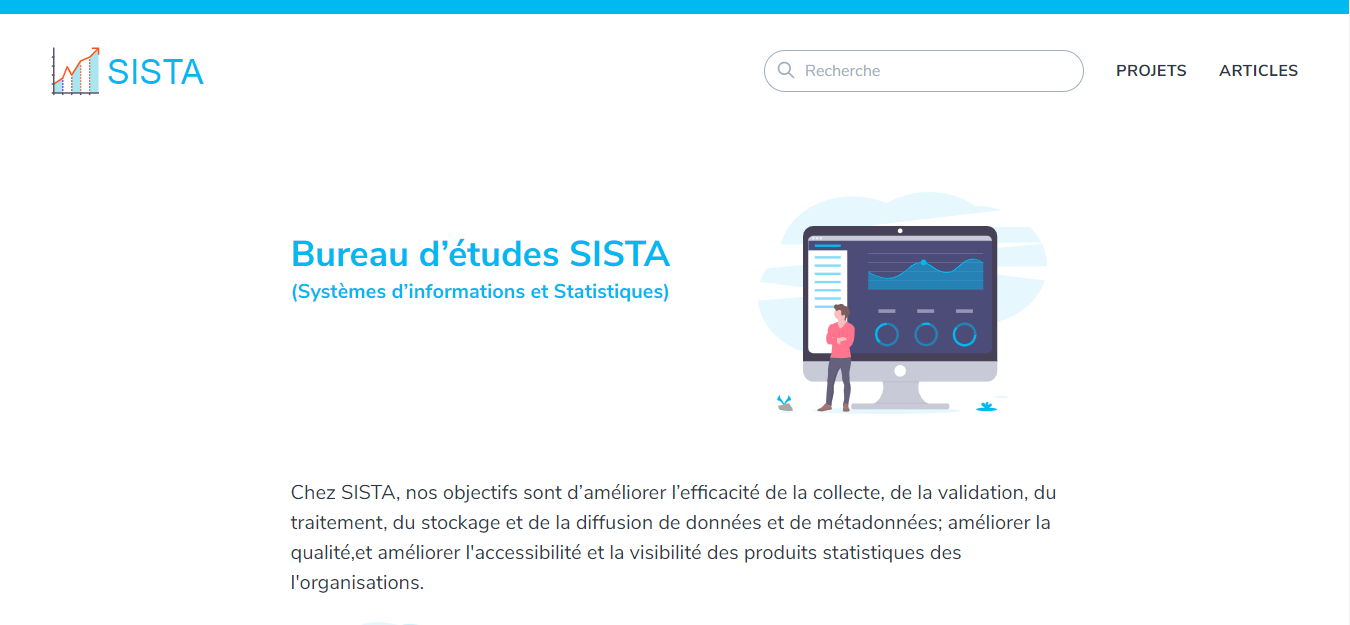 SISTA
Recherche
PROJETS
ARTICLES
Bureau d’études SISTA
(Systèmes d’informations et Statistiques)
Chez SISTA, nos objectifs sont d’améliorer l’efficacité de la collecte, de la validation, du
traitement, du stockage et de la diffusion de données et de métadonnées; améliorer la
qualité,et améliorer l'accessibilité et la visibilité des produits statistiques des
l'organisations.